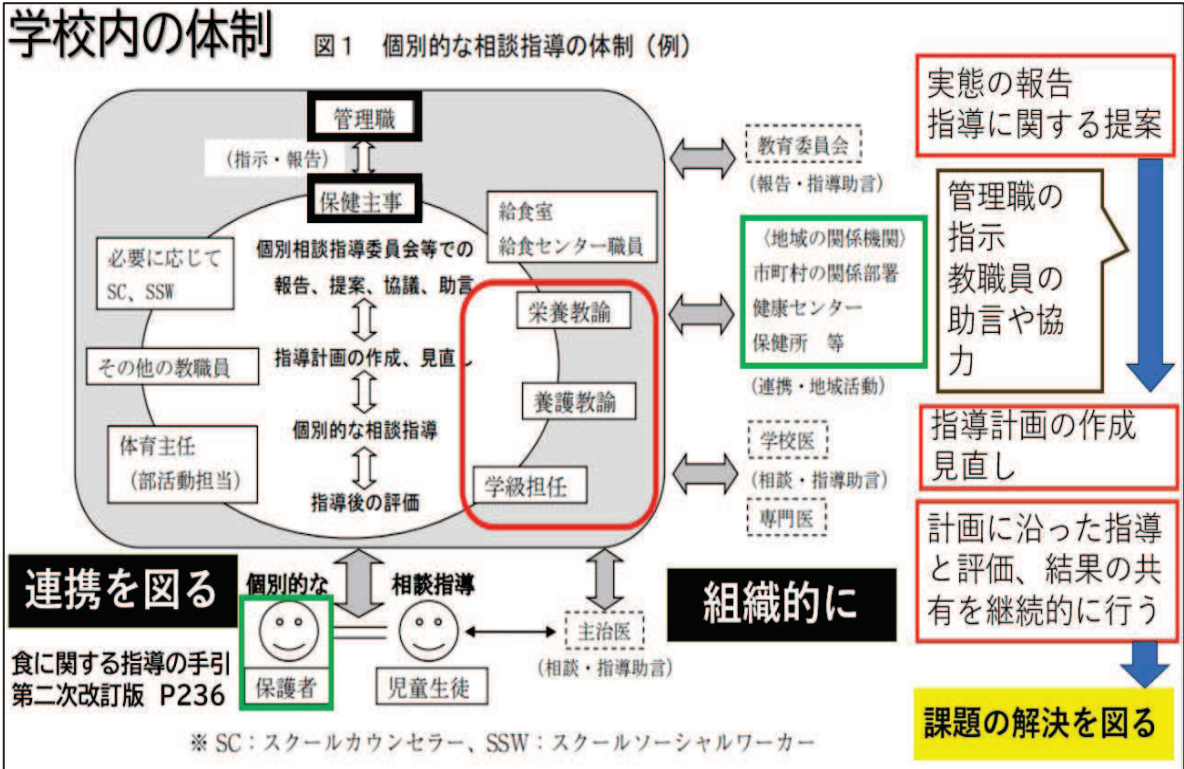 学校内の体制
図1 個別的な相談指導の体制（例）
管理職
（指示・報告）
保健主事
給食室
給食センター職員
必要に応じて
SC、SSW
個別相談指導委員会等での
報告、提案、協議、助言
栄養教諭
その他の教職員
指導計画の作成、見直し
養護教諭
個別的な相談指導
体育主任
（部活動担当）
学級担任
指導後の評価
教育委員会
（報告・指導助言）
〈地域の関係機関〉
市町村の関係部署
健康センター
保健所 等
（連携・地域活動）
学校医
（相談・指導助言）
専門医
連携を図る
個別的な 相談指導
組織的に
保護者
児童生徒
主治医
（相談・指導助言）
食に関する指導の手引
第二次改訂版 P236
※ SC：スクールカウンセラー、SSW：スクールソーシャルワーカー
実態の報告
指導に関する提案
管理職の
指示
教職員の
助言や協
力
指導計画の作成
見直し
計画に沿った指導
と評価、結果の共
有を継続的に行う
課題の解決を図る